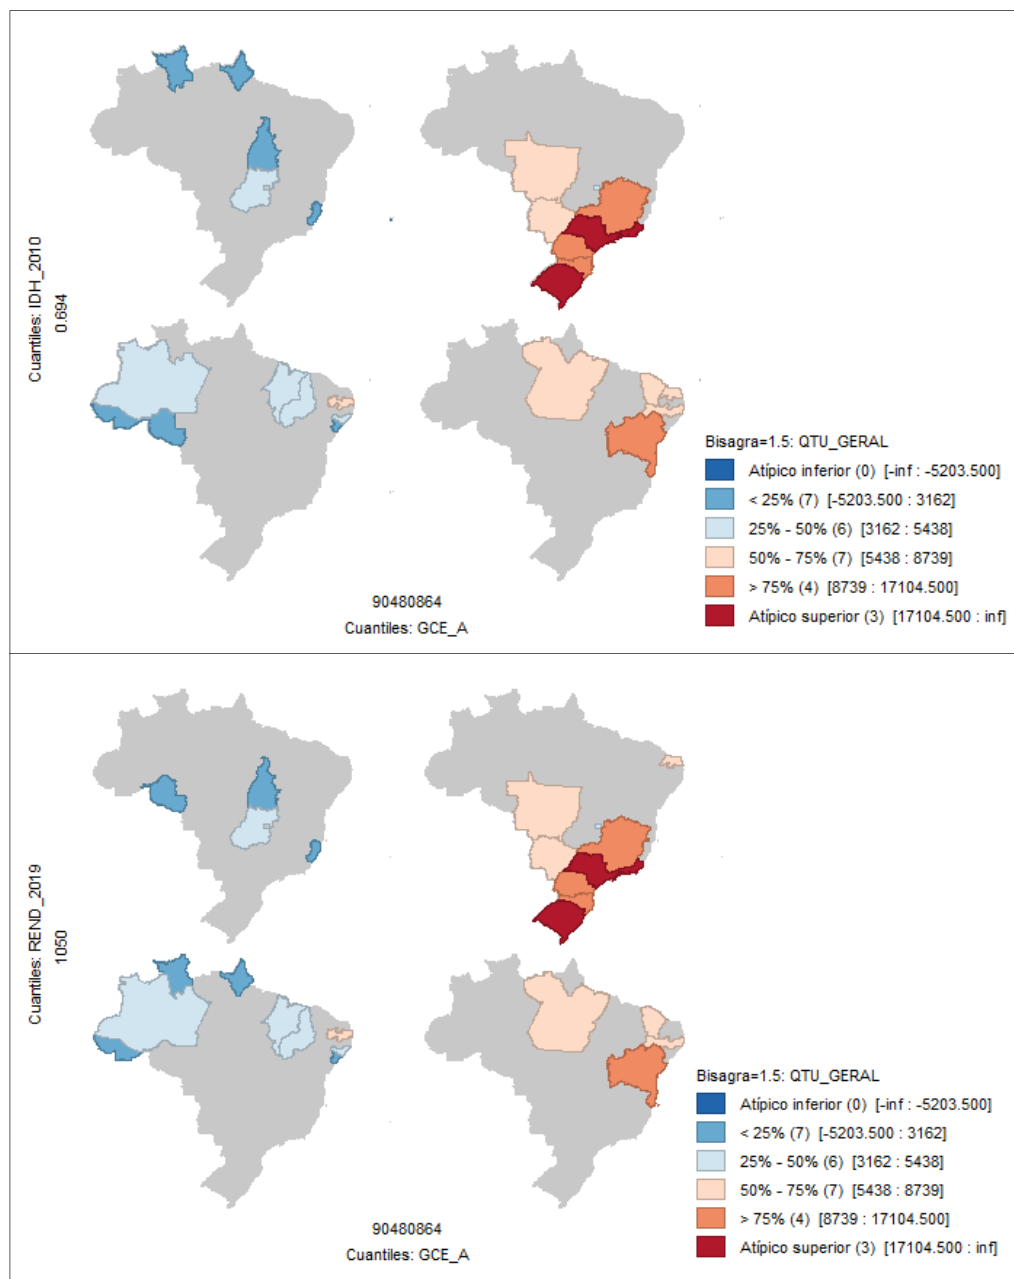 Cuantiles: IDH_2010
0.694
90480864
Cuantiles: GCE_A
Bisagra=1.5: QTU_GERAL
Atípico inferior (0) [-inf : -5203.500]
< 25% (7) [-5203.500 : 3162]
25% - 50% (6) [3162 : 5438]
50% - 75% (7) [5438 : 8739]
> 75% (4) [8739 : 17104.500]
Atípico superior (3) [17104.500 : inf]
Cuantiles: REND_2019
1050
90480864
Cuantiles: GCE_A
Bisagra=1.5: QTU_GERAL
Atípico inferior (0) [-inf : -5203.500]
< 25% (7) [-5203.500 : 3162]
25% - 50% (6) [3162 : 5438]
50% - 75% (7) [5438 : 8739]
> 75% (4) [8739 : 17104.500]
Atípico superior (3) [17104.500 : inf]